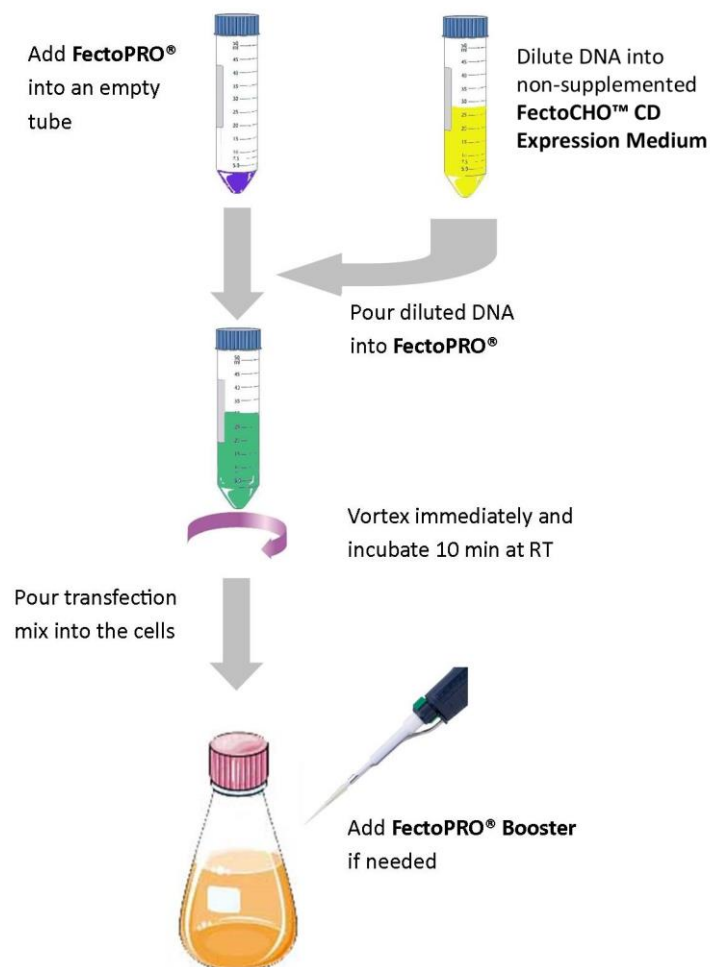 Add FectoPRO®
into an empty
tube
Dilute DNA into
non-supplemented
FectoCHO™ CD
Expression Medium
Pour diluted DNA
into FectoPRO®
Vortex immediately and
incubate 10 min at RT
Pour transfection
mix into the cells
Add FectoPRO® Booster
if needed